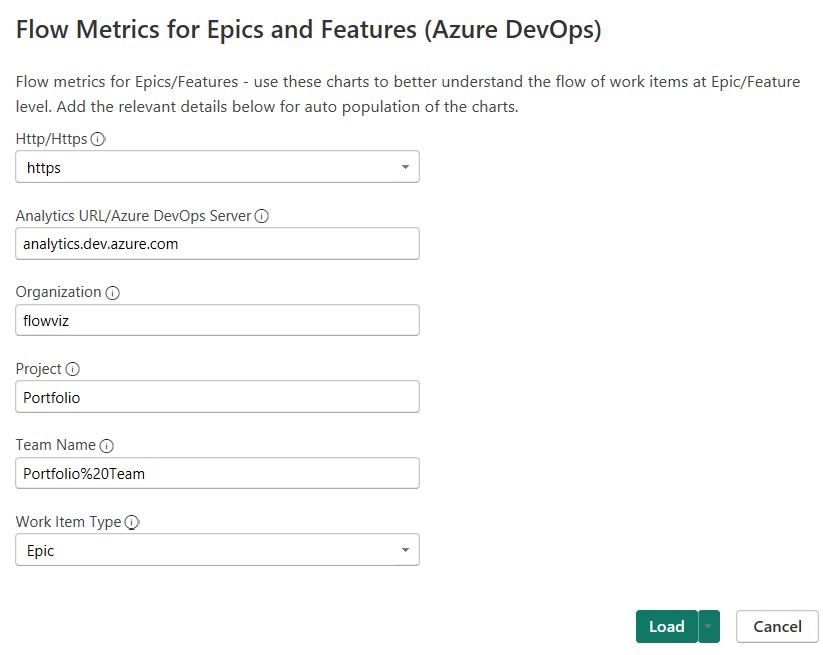 Flow Metrics for Epics and Features (Azure DevOps)
Flow metrics for Epics/Features - use these charts to better understand the flow of work items at Epic/Feature
level. Add the relevant details below for auto population of the charts.
Http/Https
https
Analytics URL/Azure DevOps Server
analytics.dev.azure.com
Organization
flowviz
Project
Portfolio
Team Name
Portfolio%20Team
Work Item Type
Epic
Load
Cancel